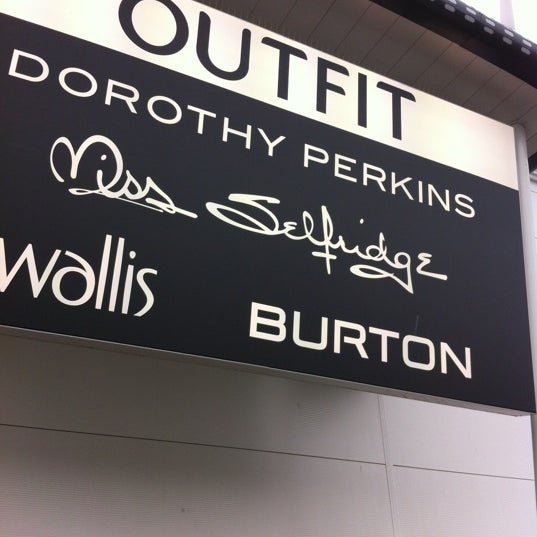 OUTFIT
DOROTHY PERKINS
Miss Selfridge
wallis
BURTON